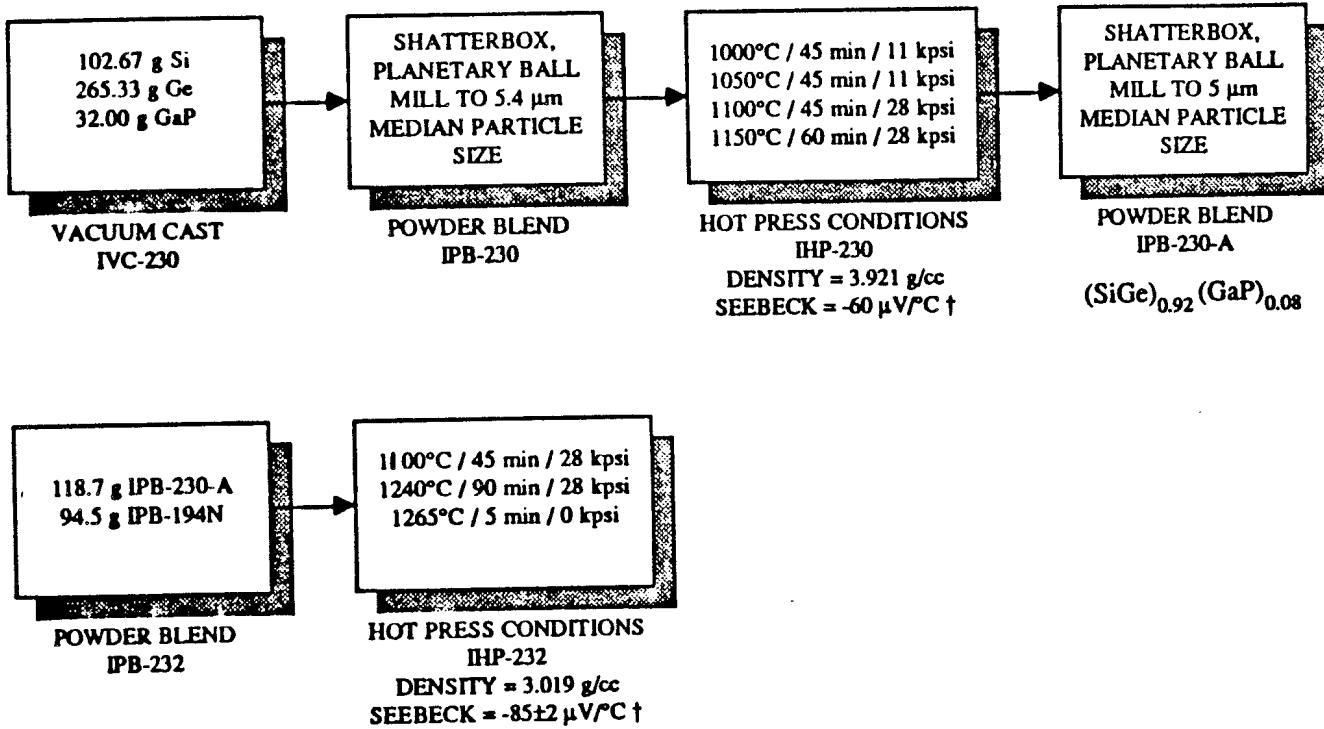 102.67 g Si
265.33 g Ge
32.00 g GaP
VACUUM CAST
IVC-230
SHATTERBOX,
PLANETARY BALL
MILL TO 5.4 µm
MEDIAN PARTICLE
SIZE
POWDER BLEND
IPB-230
1000°C / 45 min / 11 kpsi
1050°C / 45 min / 11 kpsi
1100°C / 45 min / 28 kpsi
1150°C / 60 min / 28 kpsi
HOT PRESS CONDITIONS
IHP-230
DENSITY = 3.921 g/cc
SEEBECK = -60 µV/°C †
SHATTERBOX,
PLANETARY BALL
MILL TO 5 µm
MEDIAN PARTICLE
SIZE
POWDER BLEND
IPB-230-A
(SiGe)0.92 (GaP)0.08
118.7 g IPB-230-A
94.5 g IPB-194N
POWDER BLEND
IPB-232
1100°C / 45 min / 28 kpsi
1240°C / 90 min / 28 kpsi
1265°C / 5 min / 0 kpsi
HOT PRESS CONDITIONS
IHP-232
DENSITY = 3.019 g/cc
SEEBECK = -85±2 µV/°C †